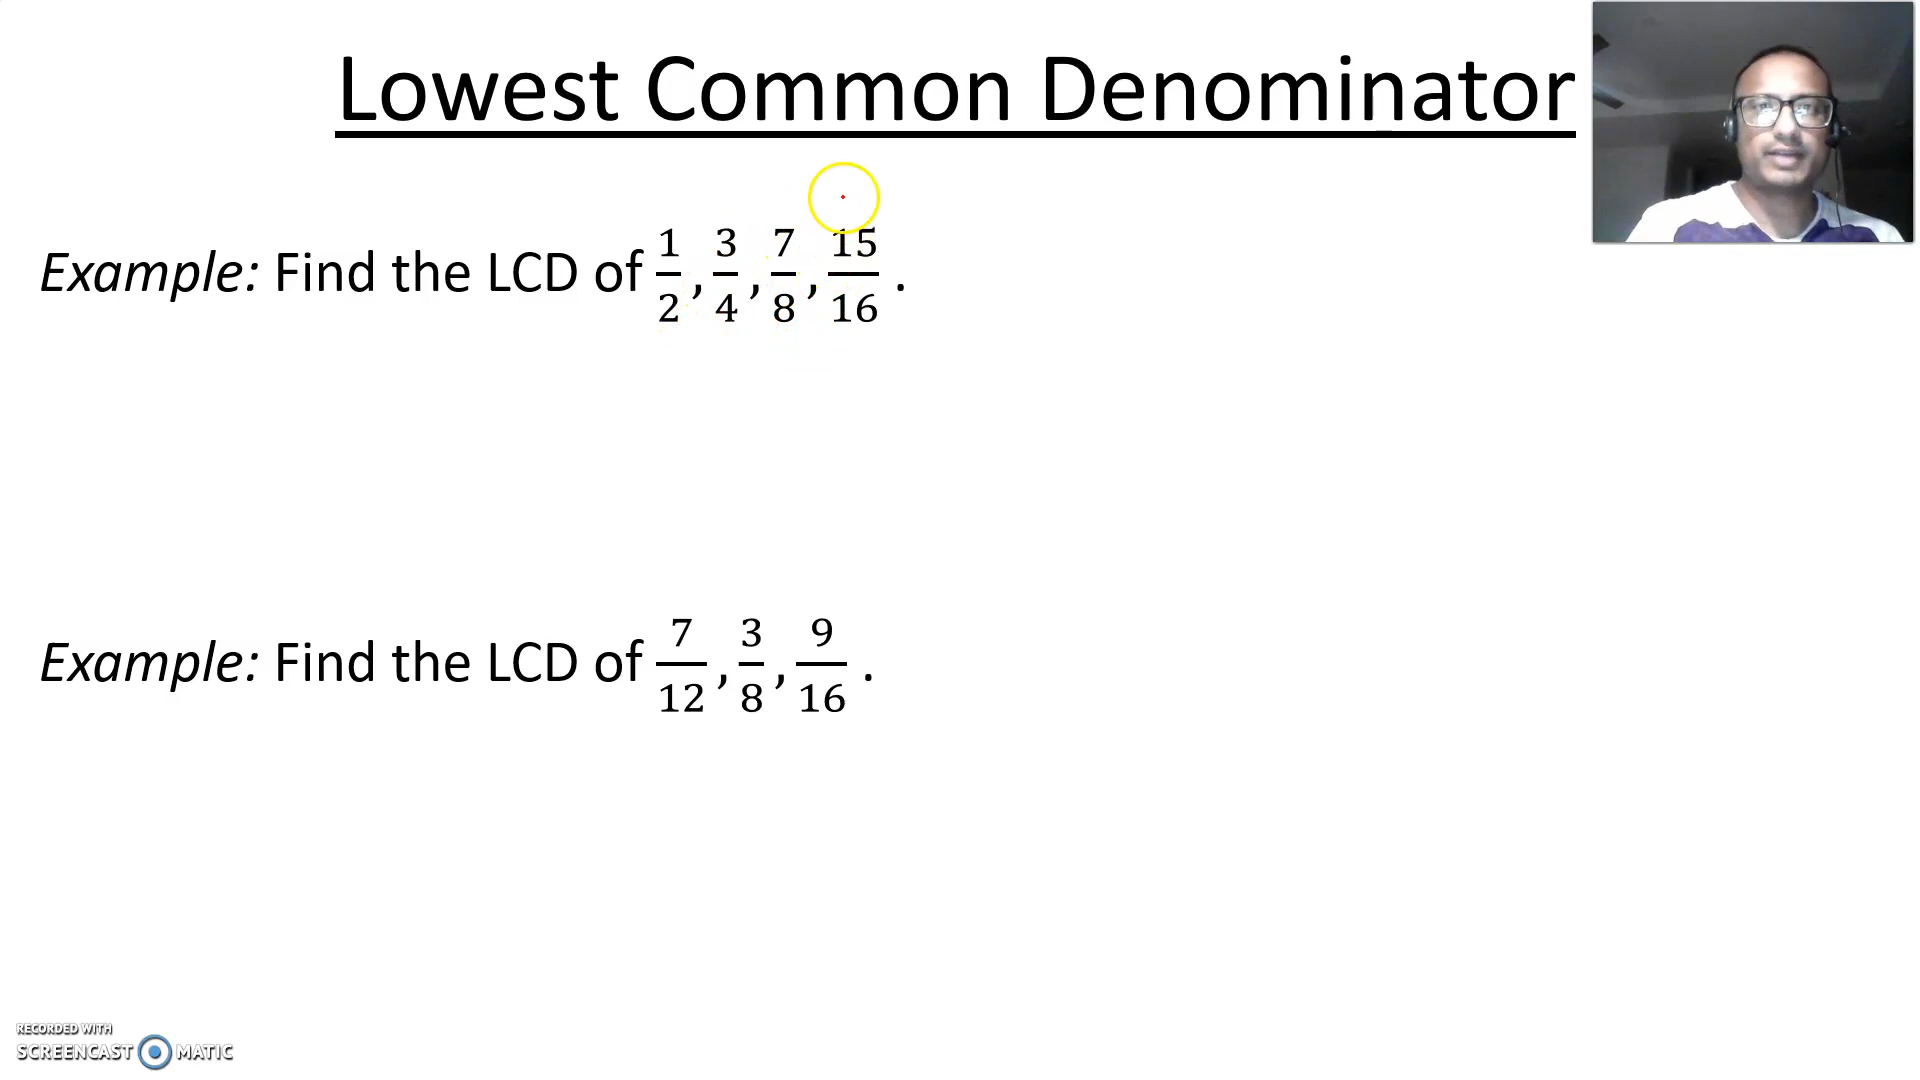 Lowest Common Denominator
Example: Find the LCD of 1/2, 3/4, 7/8, 15/16 .
Example: Find the LCD of 7/12, 3/8, 9/16 .
RECORDED WITH
SCREENCAST MATIC